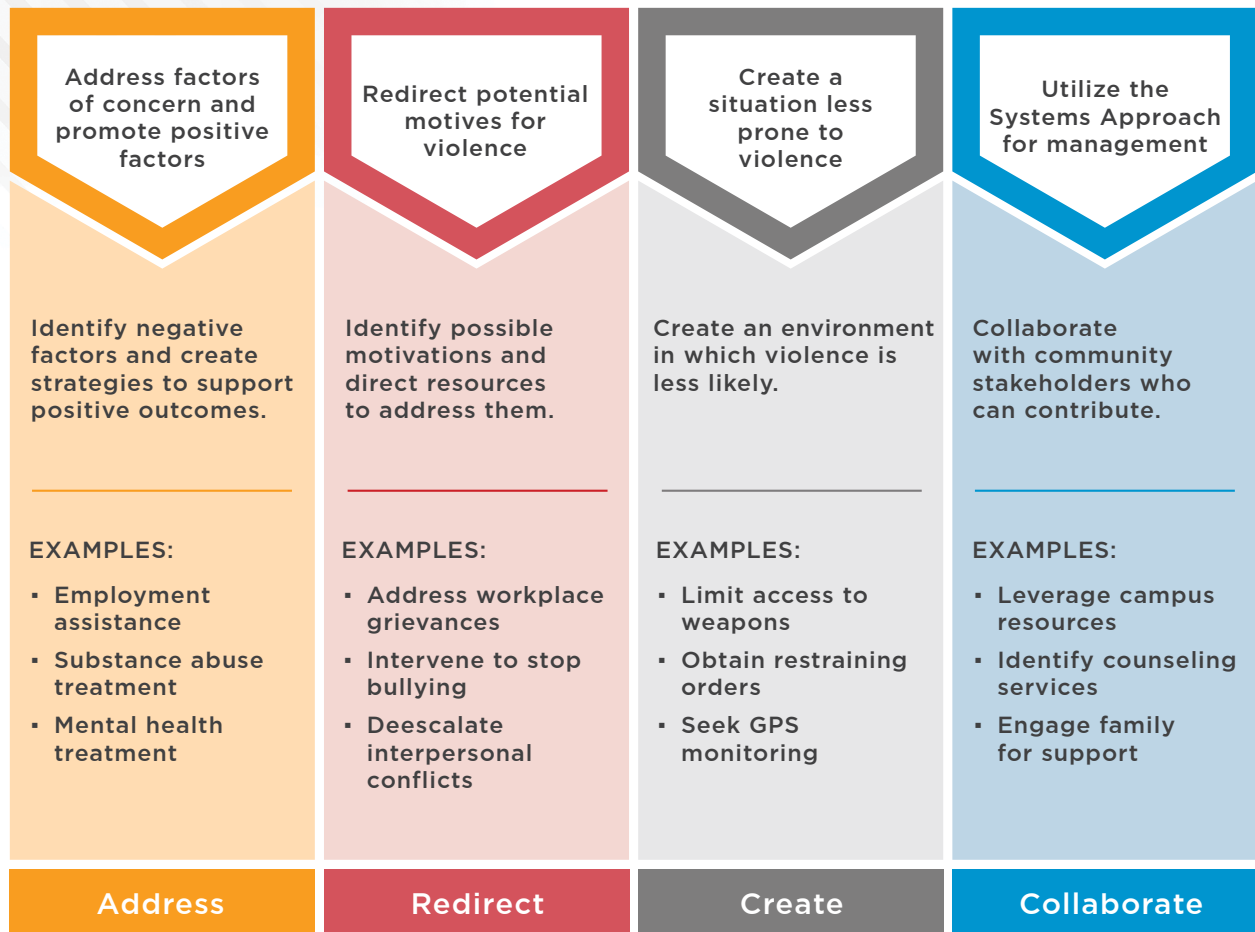 Address factors
of concern and
promote positive
factors
Identify negative
factors and create
strategies to support
positive outcomes.
EXAMPLES:
▪ Employment
assistance
▪ Substance abuse
treatment
▪ Mental health
treatment
Address
Redirect potential
motives for
violence
Identify possible
motivations and
direct resources
to address them.
EXAMPLES:
▪ Address workplace
grievances
▪ Intervene to stop
bullying
▪ Deescalate
interpersonal
conflicts
Redirect
Create a
situation less
prone to
violence
Create an environment
in which violence is
less likely.
EXAMPLES:
▪ Limit access to
weapons
▪ Obtain restraining
orders
▪ Seek GPS
monitoring
Create
Utilize the
Systems Approach
for management
Collaborate
with community
stakeholders who
can contribute.
EXAMPLES:
▪ Leverage campus
resources
▪ Identify counseling
services
▪ Engage family
for support
Collaborate